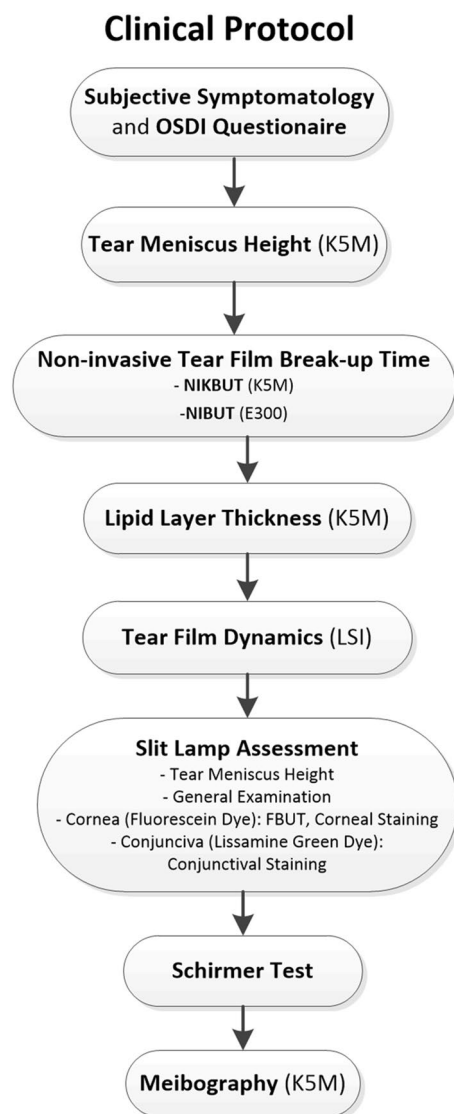 Clinical Protocol
Subjective Symptomatology
and OSDI Questionaire
Tear Meniscus Height (K5M)
Non-invasive Tear Film Break-up Time
- NIKBUT (K5M)
-NIBUT (E300)
Lipid Layer Thickness (K5M)
Tear Film Dynamics (LSI)
Slit Lamp Assessment
- Tear Meniscus Height
- General Examination
- Cornea (Fluorescein Dye): FBUT, Corneal Staining
- Conjunciva (Lissamine Green Dye):
Conjunctival Staining
Schirmer Test
Meibography (K5M)